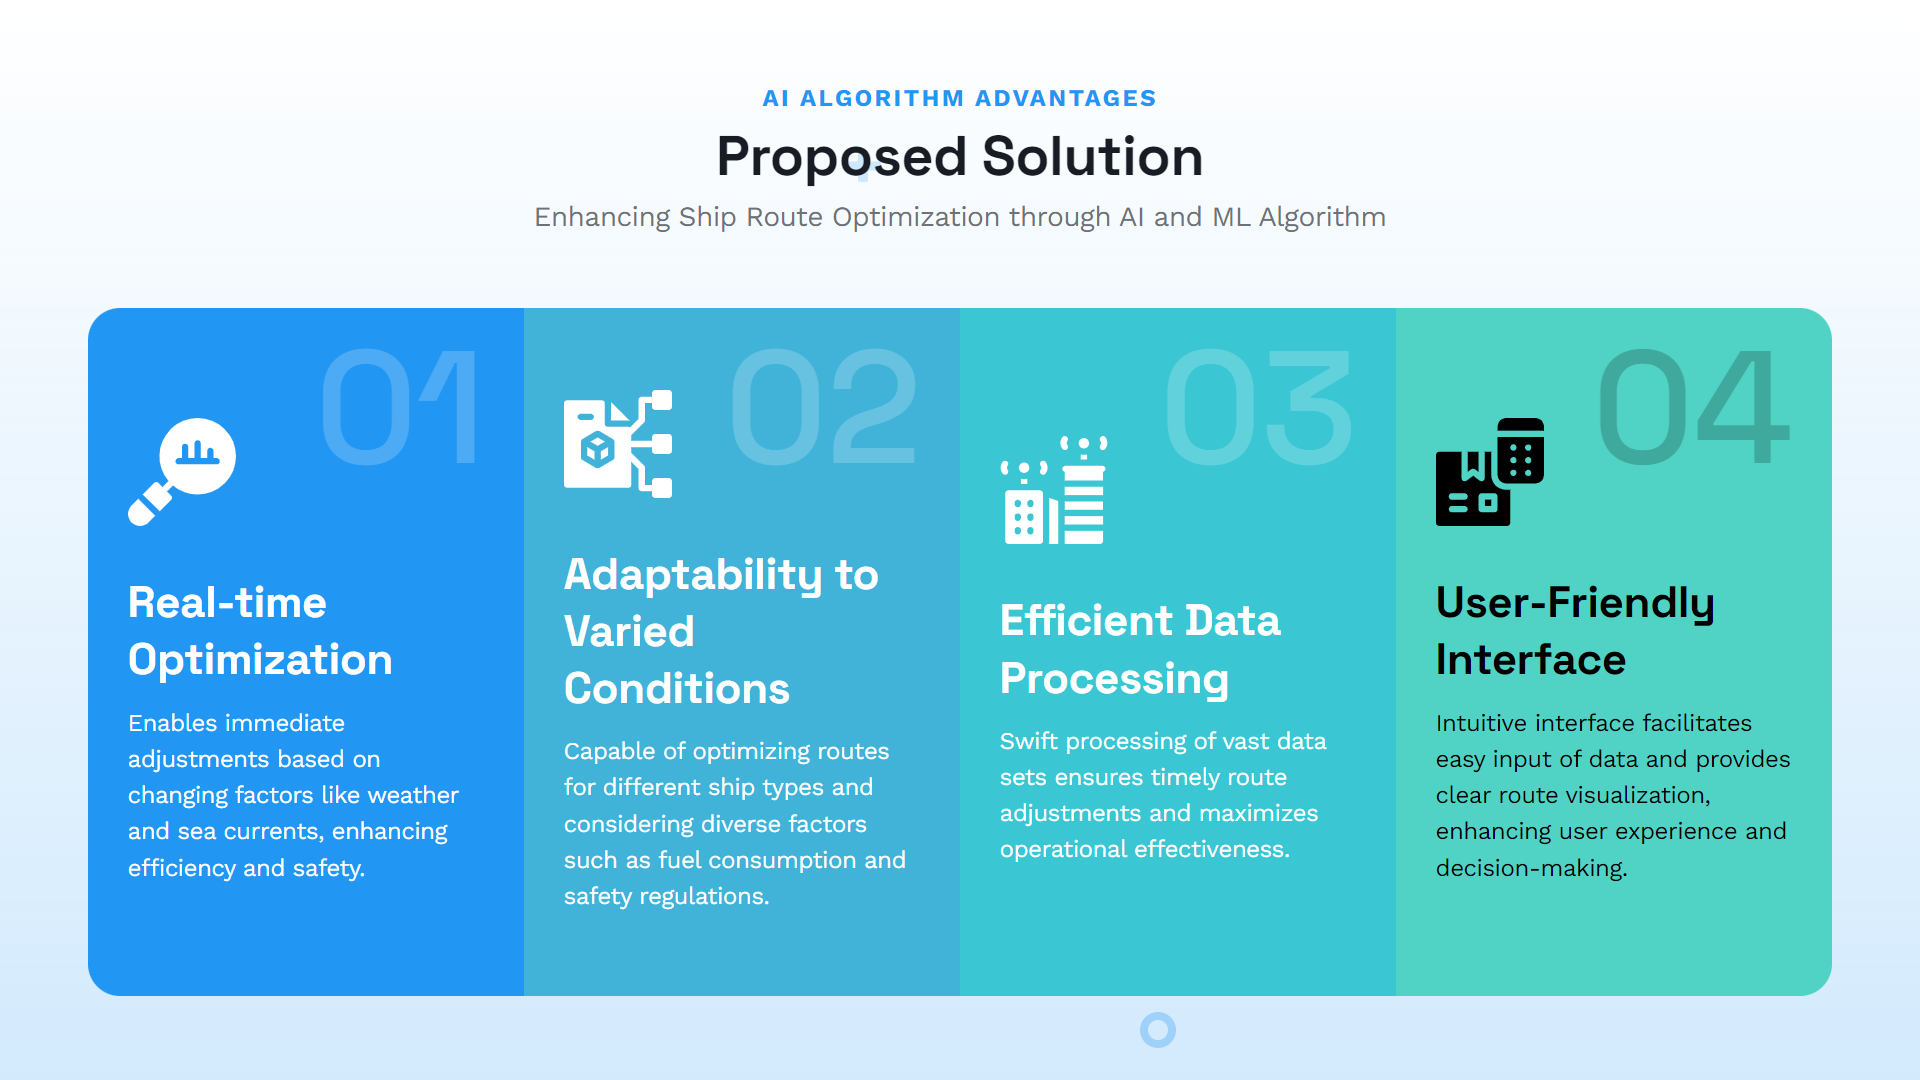 AI ALGORITHM ADVANTAGES
Proposed Solution
Enhancing Ship Route Optimization through AI and ML Algorithm
01
Real-time
Optimization
Enables immediate
adjustments based on
changing factors like weather
and sea currents, enhancing
efficiency and safety.
02
Adaptability to
Varied
Conditions
Capable of optimizing routes
for different ship types and
considering diverse factors
such as fuel consumption and
safety regulations.
03
Efficient Data
Processing
Swift processing of vast data
sets ensures timely route
adjustments and maximizes
operational effectiveness.
04
User-Friendly
Interface
Intuitive interface facilitates
easy input of data and provides
clear route visualization,
enhancing user experience and
decision-making.